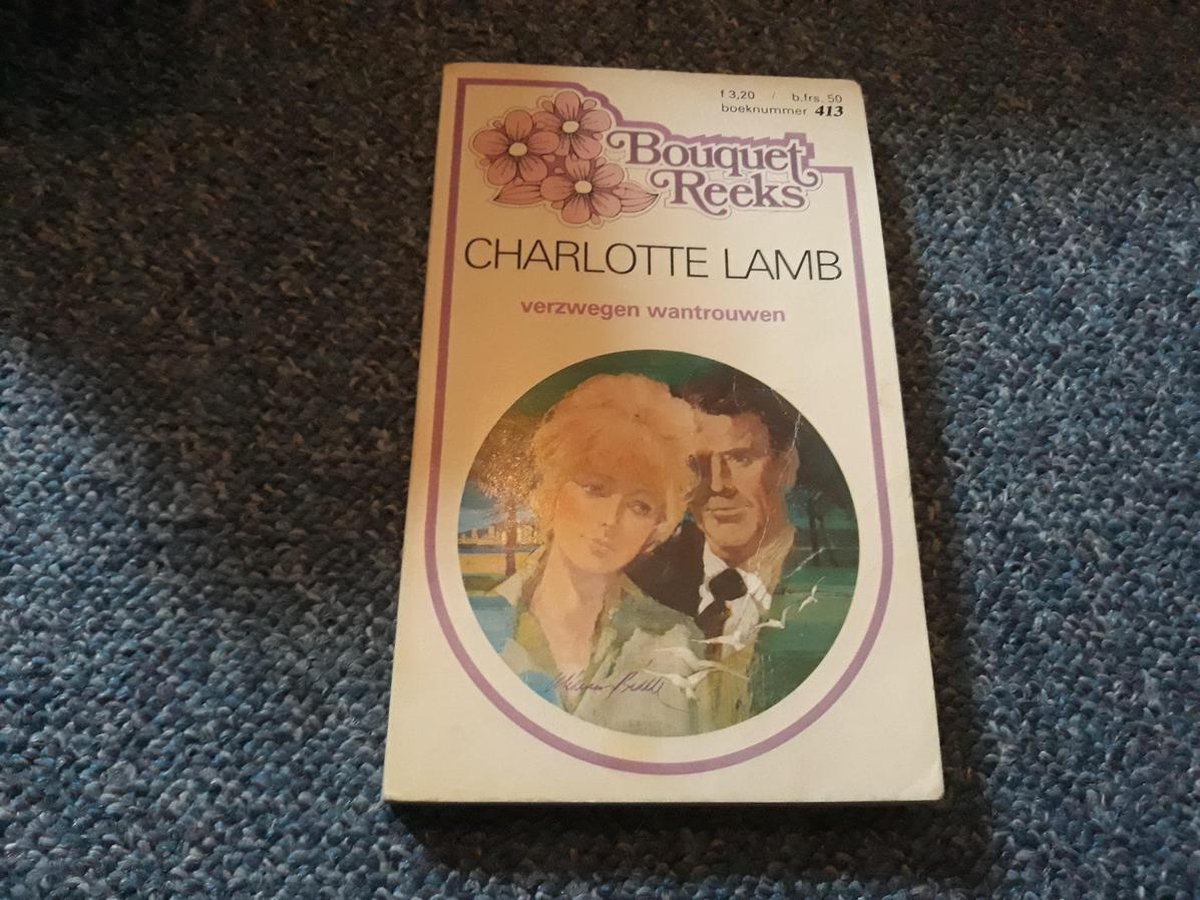 f 3,20 / b.frs. 50
boeknummer 413
Bouquet
Reeks
CHARLOTTE LAMB
verzwegen wantrouwen